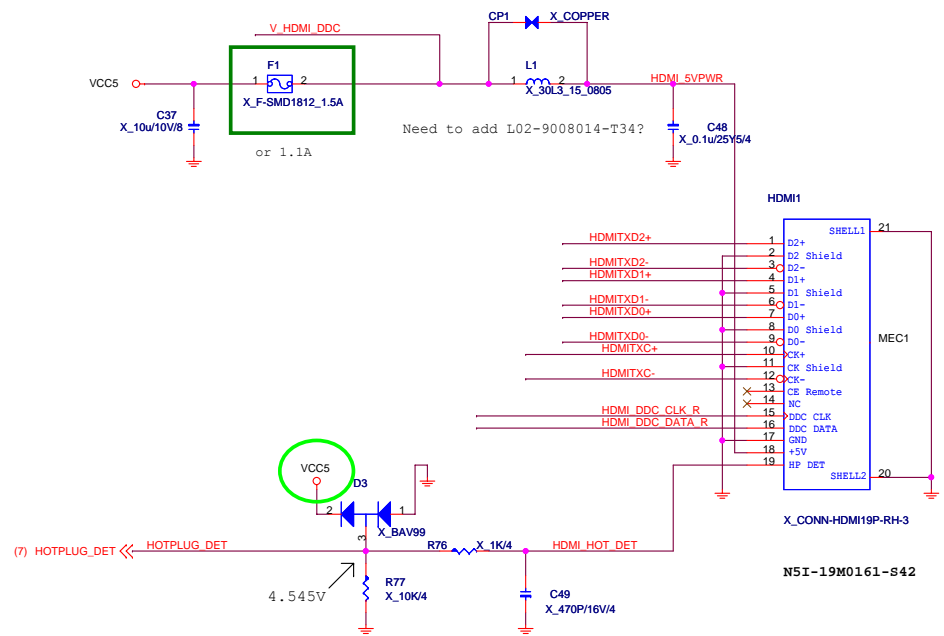 CP1
X_COPPER
V_HDMI_DDC
F1
L1
VCC5
1
2
1
2
HDMI_5VPWR
X_F-SMD1812_1.5A
X_30L3_15_0805
C37
X_10u/10V/8
C48
X_0.1u/25Y5/4
Need to add L02-9008014-T34?
or 1.1A
HDMI1
SHELL1
21
HDMITXD2+
1
D2+
2
D2 Shield
HDMITXD2-
3
D2-
HDMITXD1+
4
D1+
5
D1 Shield
HDMITXD1-
6
D1-
HDMITXD0+
7
D0+
8
D0 Shield
HDMITXD0-
9
D0-
MEC1
HDMITXC+
10
CK+
11
CK Shield
HDMITXC-
12
CK-
13
CE Remote
14
NC
HDMI_DDC_CLK_R
15
DDC CLK
HDMI_DDC_DATA_R
16
DDC DATA
17
GND
18
+5V
19
HP DET
SHELL2
20
VCC5
D3
2
1
X_BAV99
3
X_CONN-HDMI19P-RH-3
(7) HOTPLUG_DET
HOTPLUG_DET
R76
X_1K/4
HDMI_HOT_DET
N5I-19M0161-S42
R77
X_10K/4
4.545V
C49
X_470P/16V/4